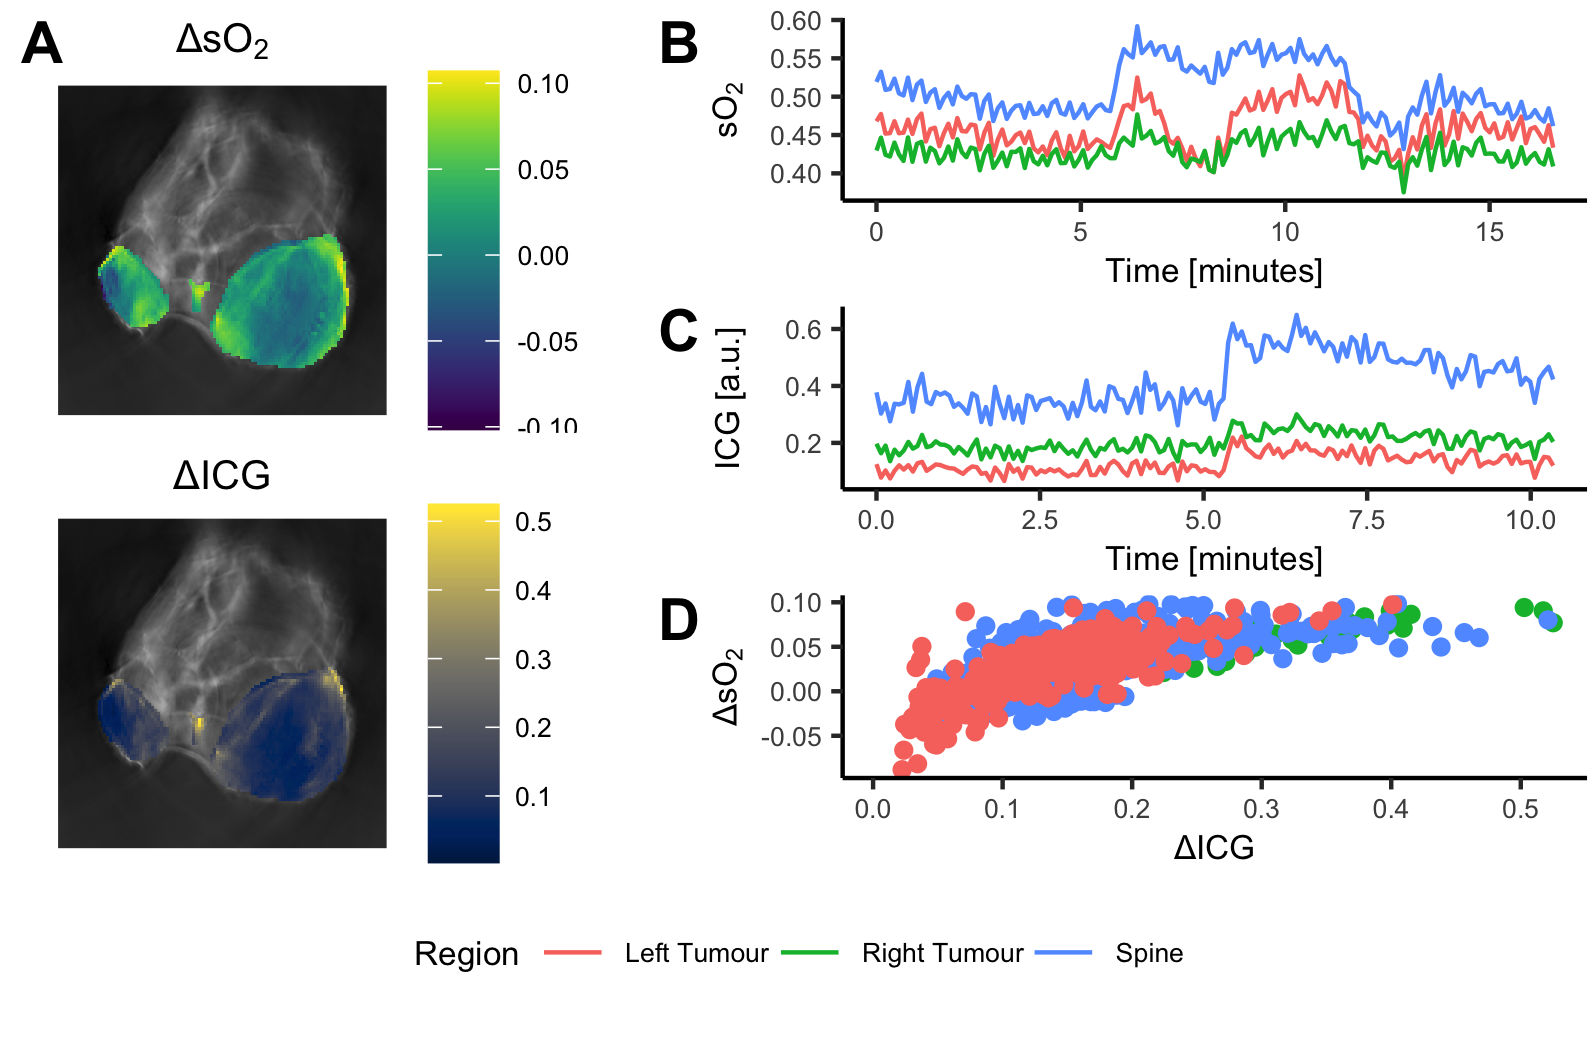 A
ΔsO2
0.10
0.05
0.00
-0.05
-0.10
ΔICG
0.5
0.4
0.3
0.2
0.1
B
sO2
0.60
0.55
0.50
0.45
0.40
0 5 10 15
Time [minutes]
C
ICG [a.u.]
0.6
0.4
0.2
0.0 2.5 5.0 7.5 10.0
Time [minutes]
D
ΔsO2
0.10
0.05
0.00
-0.05
0.0 0.1 0.2 0.3 0.4 0.5
ΔICG
Region Left Tumour Right Tumour Spine